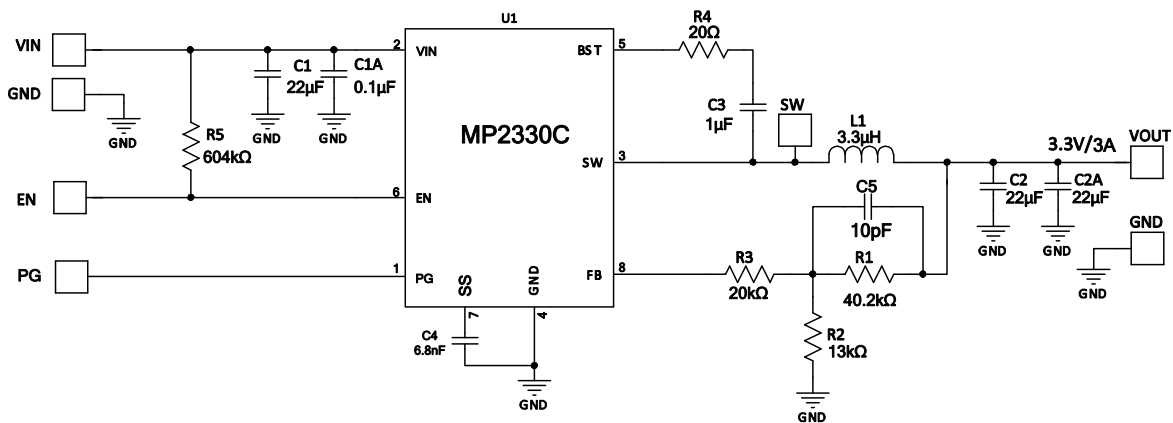 U1
VIN
GND
GND
EN
PG
R5
604kΩ
C1
22µF
GND
C1A
0.1µF
GND
2
6
1
VIN
EN
PG
MP2330C
BST
SW
FB
SS
GND
7
4
C4
6.8nF
GND
5
3
8
R4
20Ω
C3
1µF
SW
L1
3.3µH
C5
10pF
R3
20kΩ
R1
40.2kΩ
R2
13kΩ
GND
3.3V/3A
VOUT
C2
22µF
GND
C2A
22µF
GND
GND
GND